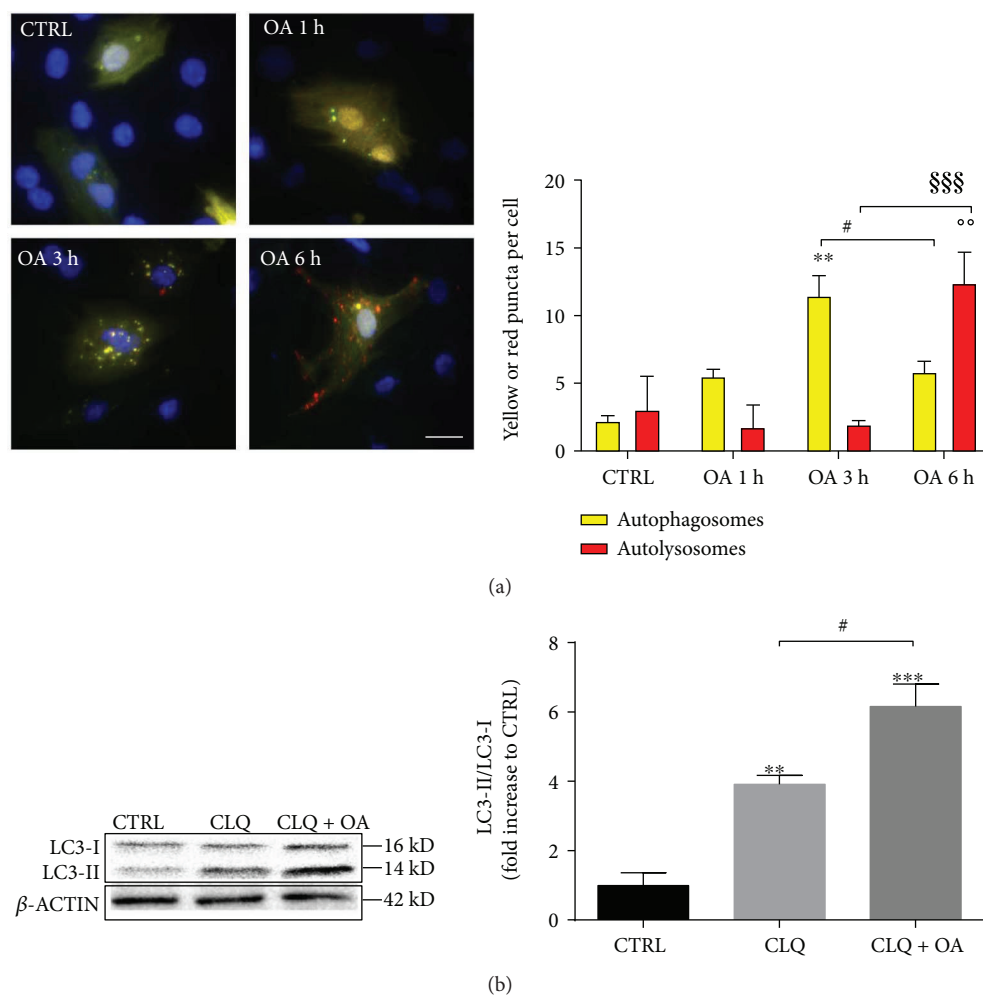 CTRL
OA 1 h
OA 3 h
OA 6 h
Yellow or red puncta per cell
20
15
10
5
0
§§§
#
°°
**
CTRL
OA 1 h
OA 3 h
OA 6 h
Autophagosomes
Autolysosomes
(a)
CTRL
CLQ
CLQ + OA
LC3-I
16 kD
LC3-II
14 kD
β-ACTIN
42 kD
LC3-II/LC3-I
(fold increase to CTRL)
8
6
4
2
0
#
***
**
CTRL
CLQ
CLQ + OA
(b)